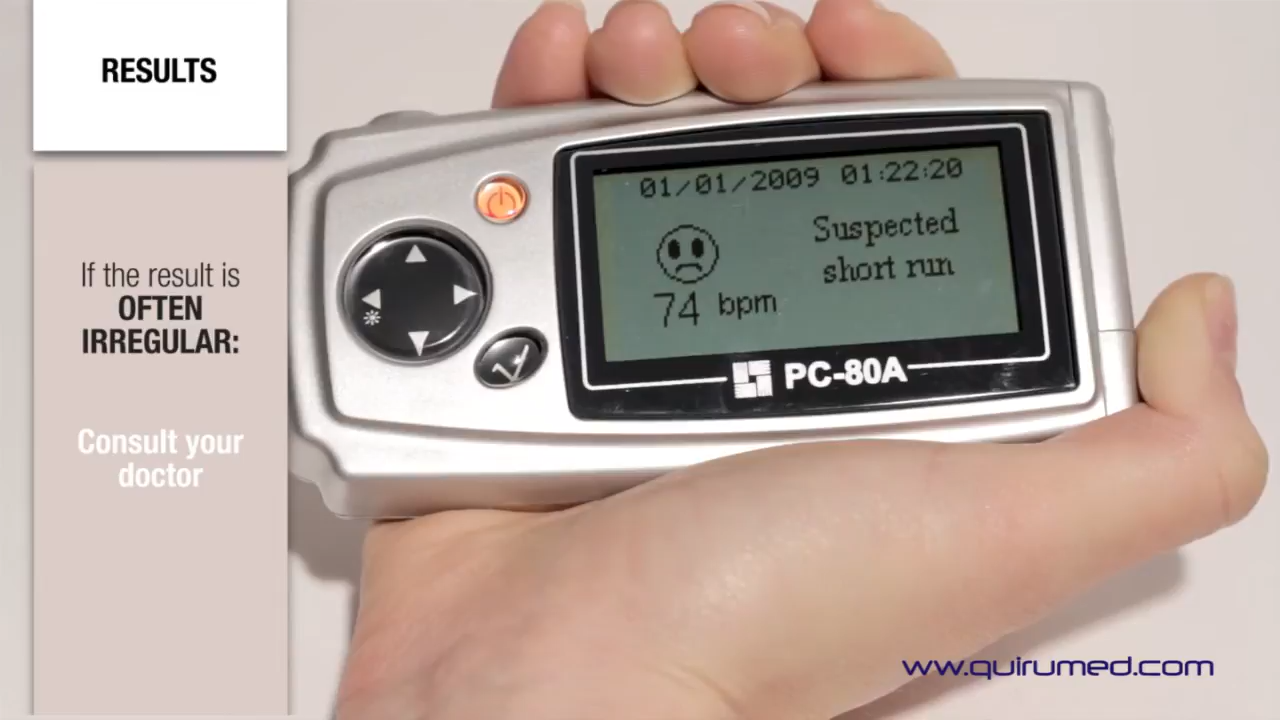 RESULTS
If the result is
OFTEN
IRREGULAR:
Consult your
doctor
01/01/2009 01:22:20
Suspected
short run
74 bpm
PC-80A
www.quirumed.com